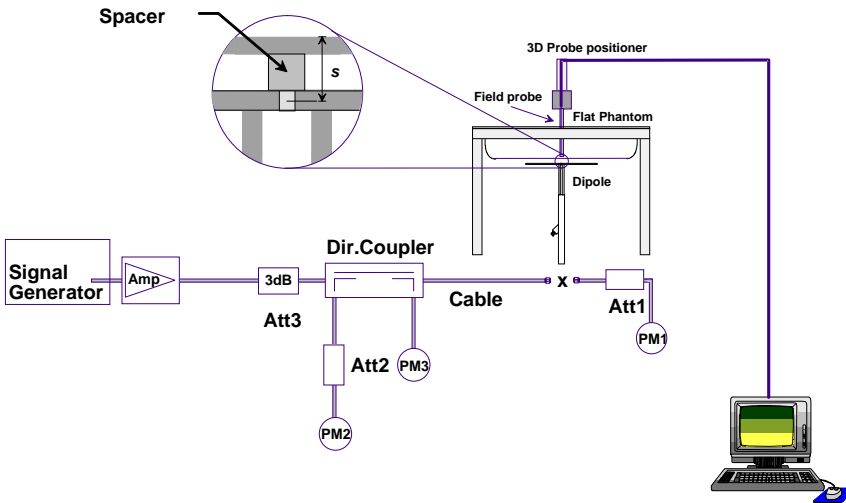 Spacer
s
3D Probe positioner
Field probe
Flat Phantom
Dipole
Dir.Coupler
Signal
Generator
Amp
3dB
Cable
x
Att1
Att3
PM1
Att2
PM3
PM2